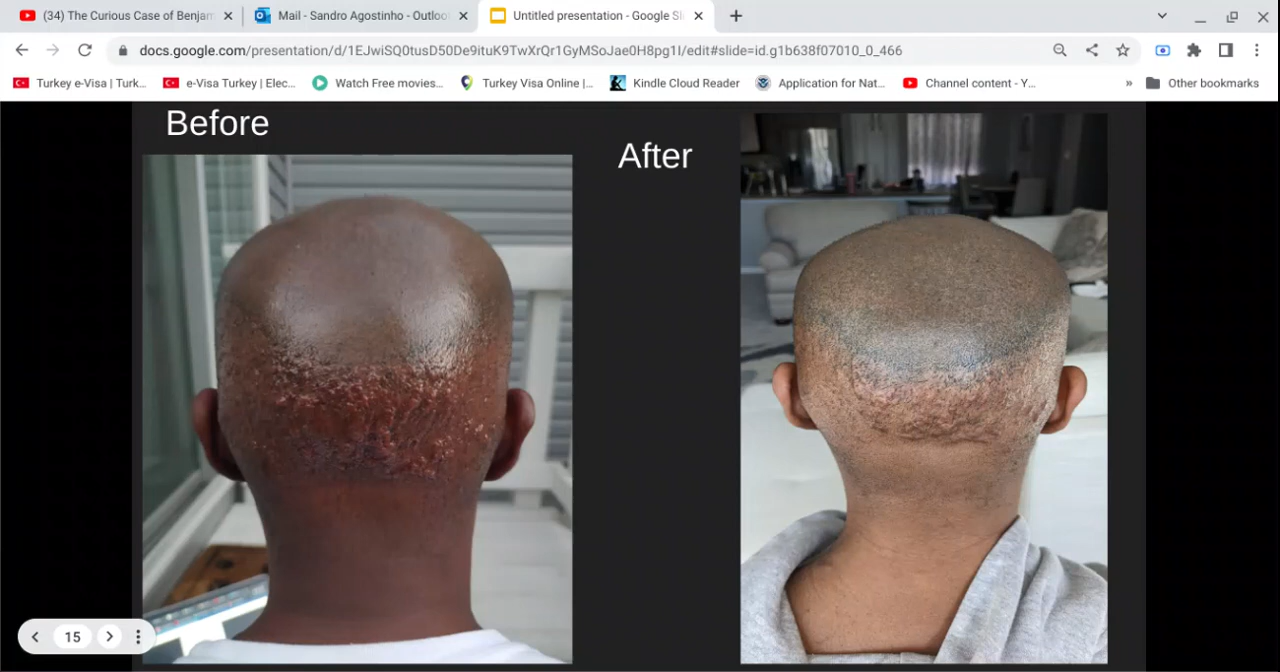 (34) The Curious Case of Benjam
Mail - Sandro Agostinho - Outloo
Untitled presentation - Google Sl
docs.google.com/presentation/d/1EJwiSQ0tusD50De9ituK9TwXrQr1GyMSoJae0H8pg1I/edit#slide=id.g1b638f07010_0_466
Turkey e-Visa | Turk...
e-Visa Turkey | Elec...
Watch Free movies...
Turkey Visa Online |...
Kindle Cloud Reader
Application for Nat...
Channel content - Y...
»
Other bookmarks
Before
After
15